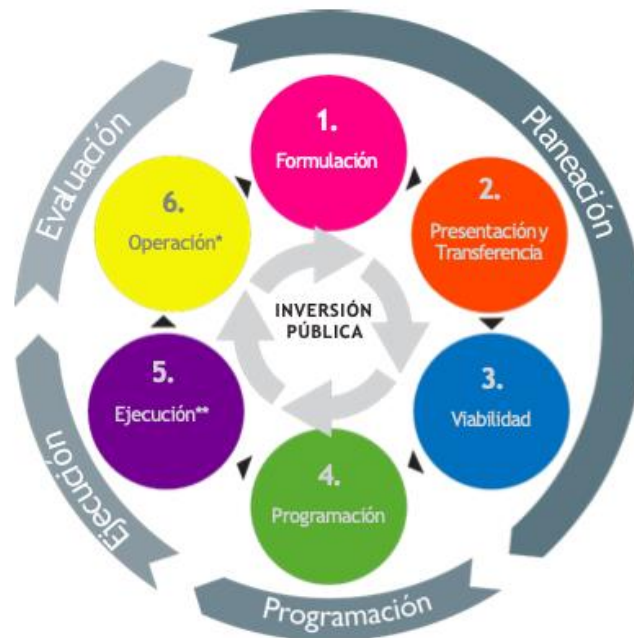 1.
Formulación
2.
Presentación y
Transferencia
3.
Viabilidad
4.
Programación
5.
Ejecución**
6.
Operación*
INVERSIÓN
PÚBLICA
Planeación
Programación
Ejecución
Evaluación